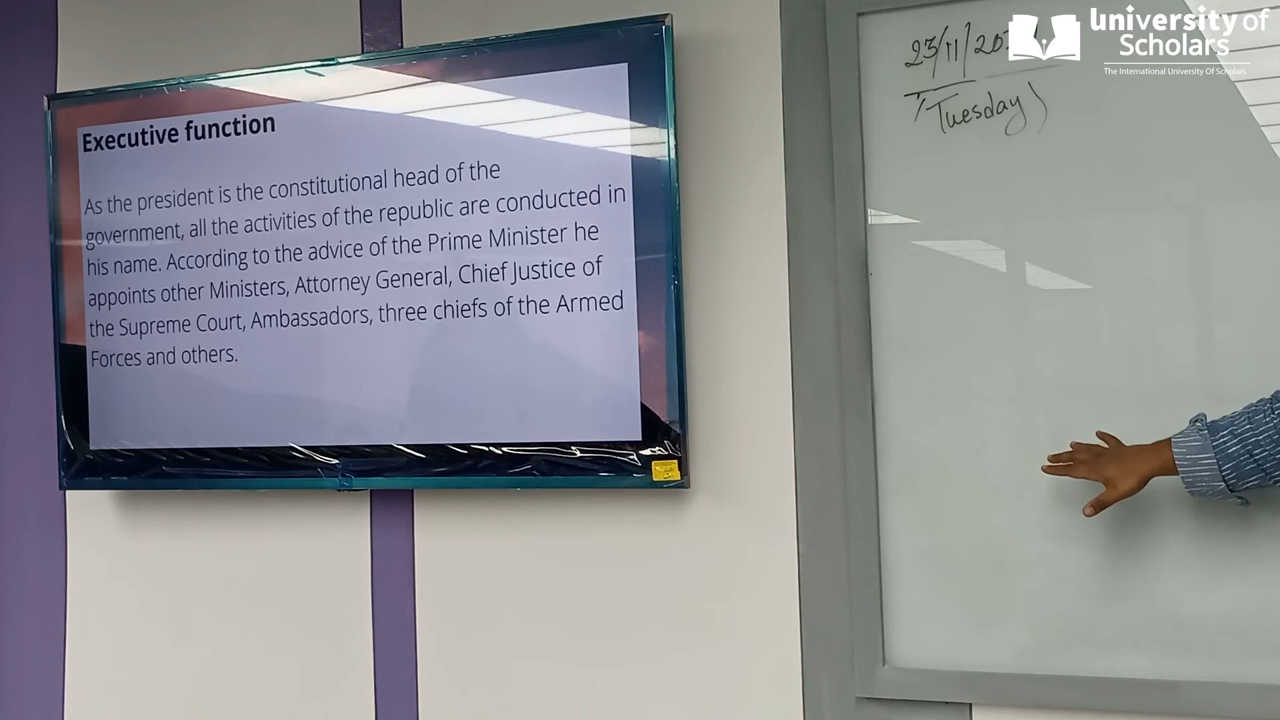 Executive function
As the president is the constitutional head of the
government, all the activities of the republic are conducted in
his name. According to the advice of the Prime Minister he
appoints other Ministers, Attorney General, Chief Justice of
the Supreme Court, Ambassadors, three chiefs of the Armed
Forces and others.
23/11/202
(Tuesday)
University of
Scholars
The International University Of Scholars